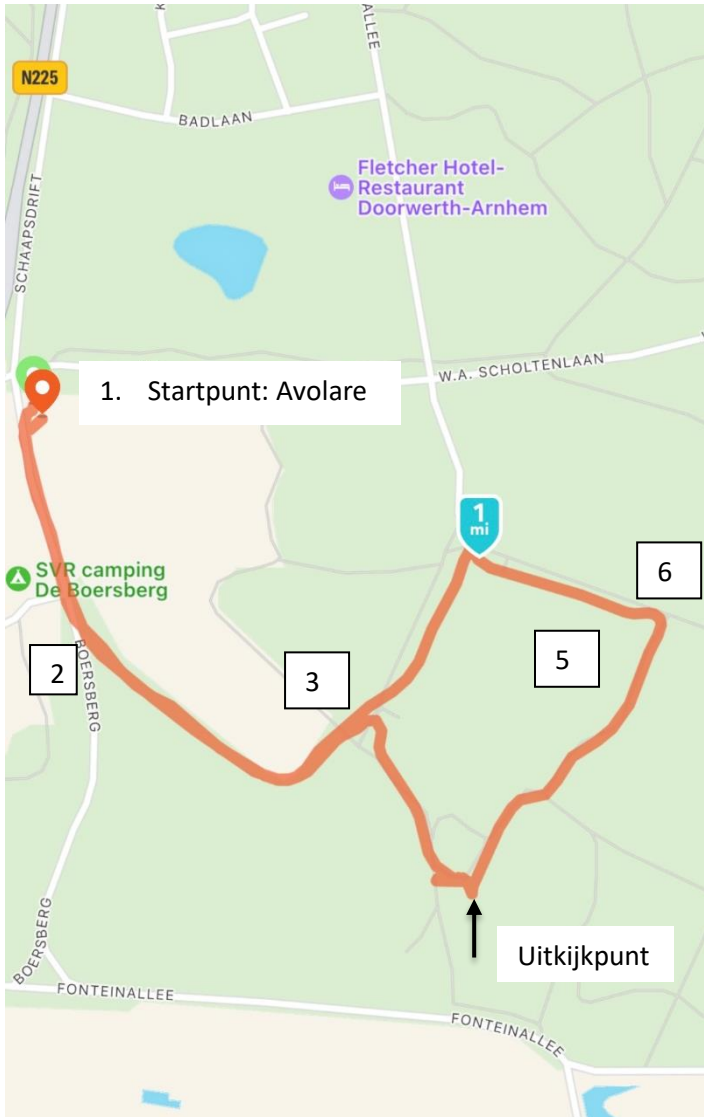 K
ALLEE
N225
BADLAAN
Fletcher Hotel-
Restaurant
Doorwerth-Arnhem
SCHAAPSDRIFT
W.A. SCHOLTENLAAN
1. Startpunt: Avolare
1
mi
SVR camping
De Boersberg
6
5
2
BOERSBERG
3
BOERSBERG
Uitkijkpunt
FONTEINALLEE
FONTEINALLEE